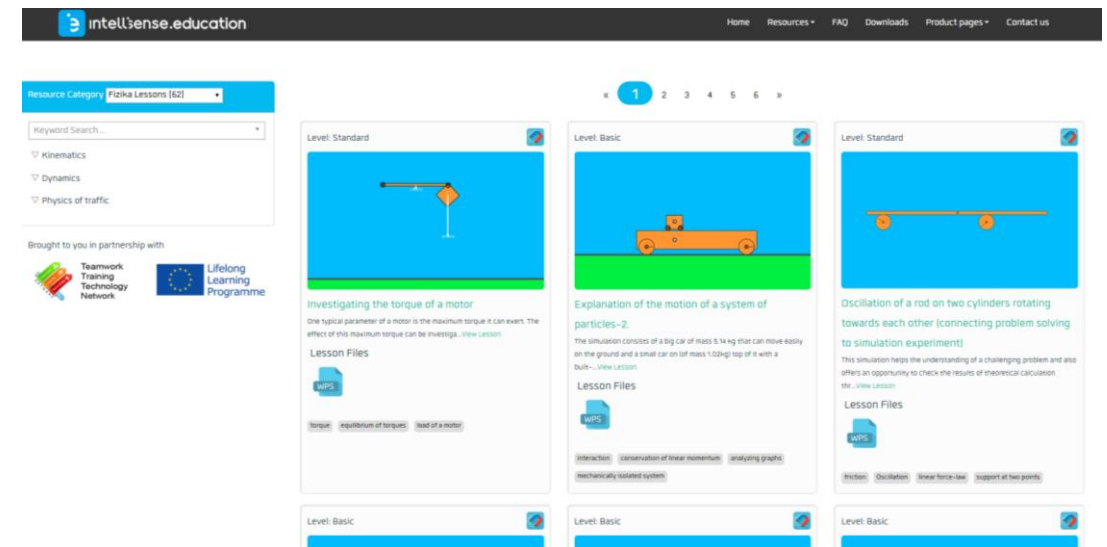 intell'sense.education
Home Resources FAQ Downloads Product pages Contact us
Resource Category Fizika Lessons [62]
Keyword Search...
Kinematics
Dynamics
Physics of traffic
Brought to you in partnership with
Teamwork
Training
Technology
Network
Lifelong
Learning
Programme
« 1 2 3 4 5 6 »
Level: Standard
Investigating the torque of a motor
One typical parameter of a motor is the maximum torque it can exert. The
effect of this maximum torque can be investiga...View Lesson
Lesson Files
WPS
torque equilibrium of torques load of a motor
Level: Basic
Explanation of the motion of a system of
particles-2.
The simulation consists of a big car of mass 5.14 kg that can move easily
on the ground and a small car on (of mass 1.02kg) top of it with a
built-...View Lesson
Lesson Files
WPS
interaction conservation of linear momentum analyzing graphs
mechanically isolated system
Level: Standard
Oscillation of a rod on two cylinders rotating
towards each other (connecting problem solving
to simulation experiment)
This simulation helps the understanding of a challenging problem and also
offers an opportunity to check the results of theoretical calculation
thr...View Lesson
Lesson Files
WPS
friction Oscillation linear force-law support at two points
Level: Basic
Level: Basic
Level: Basic